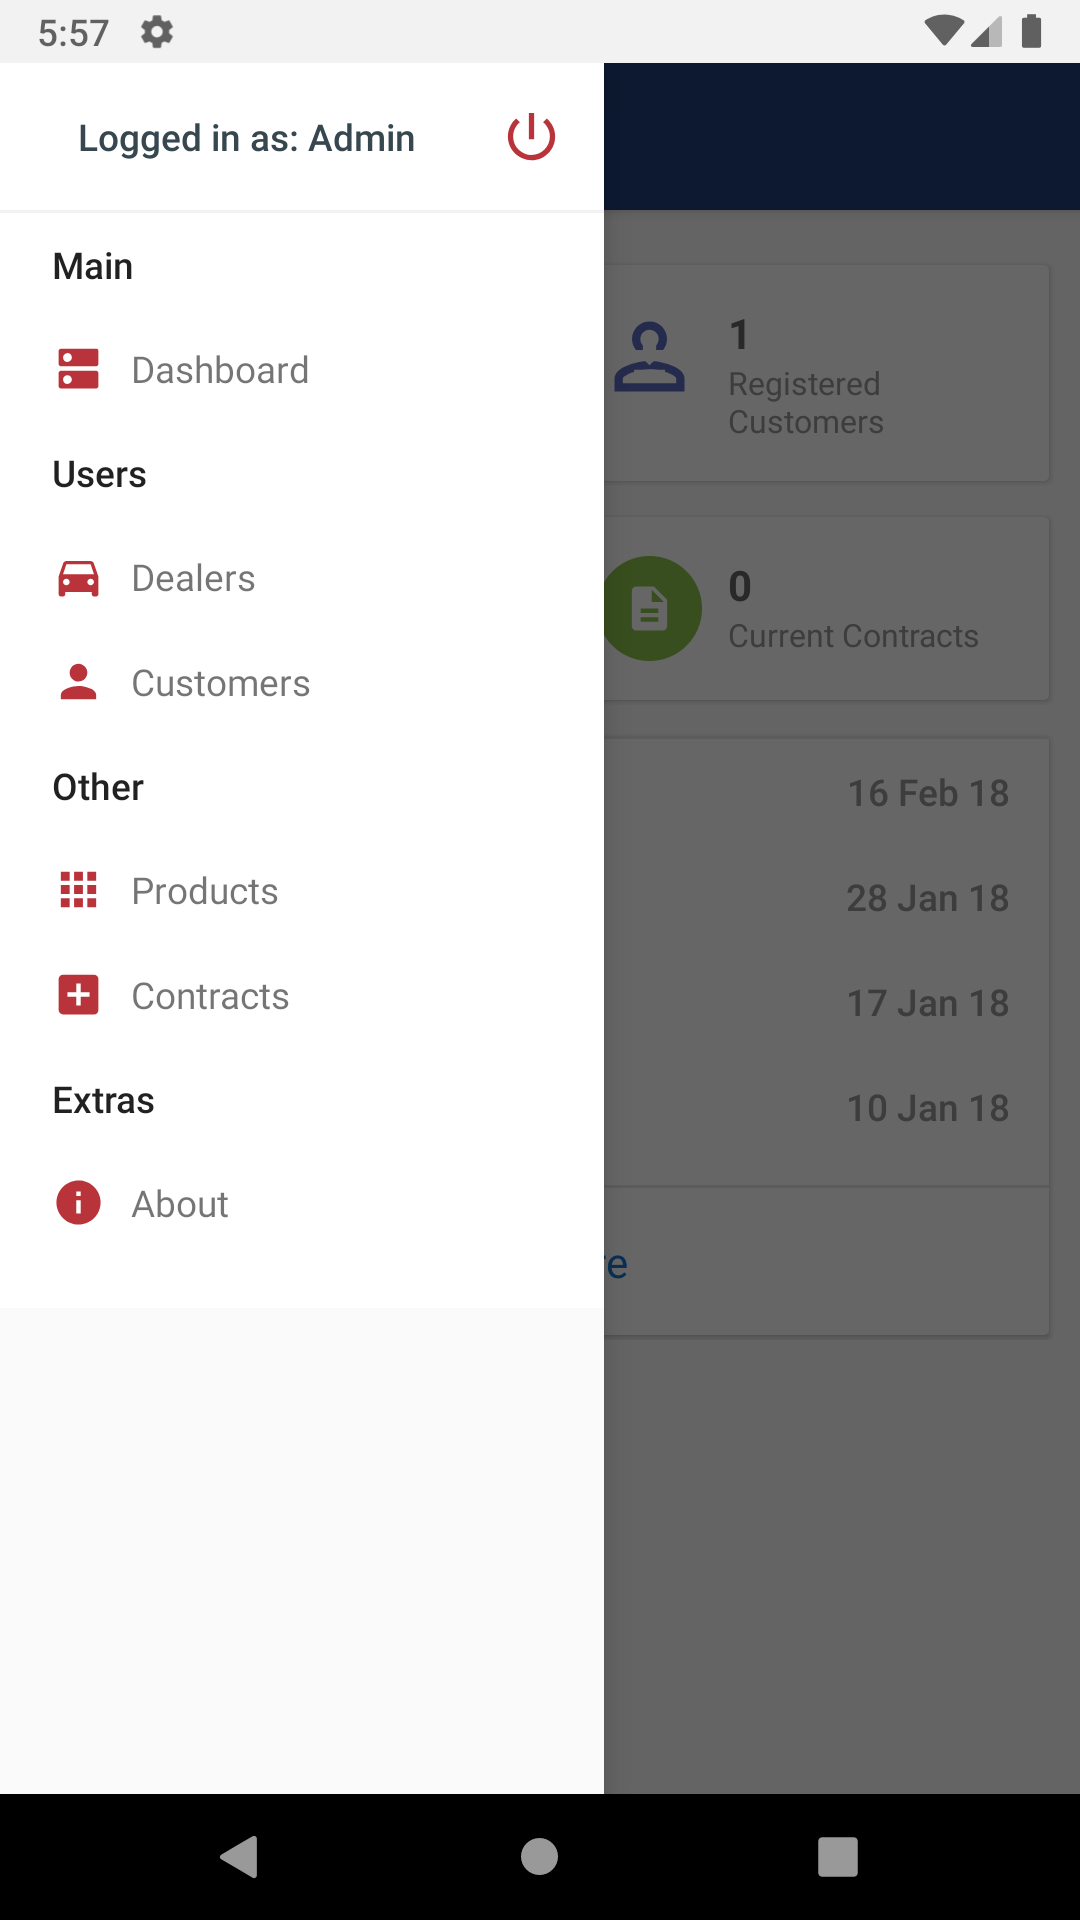 5:57
Logged in as: Admin
Main
Dashboard
Users
Dealers
Customers
Other
Products
Contracts
Extras
About
1
Registered
Customers
0
Current Contracts
16 Feb 18
28 Jan 18
17 Jan 18
10 Jan 18
e